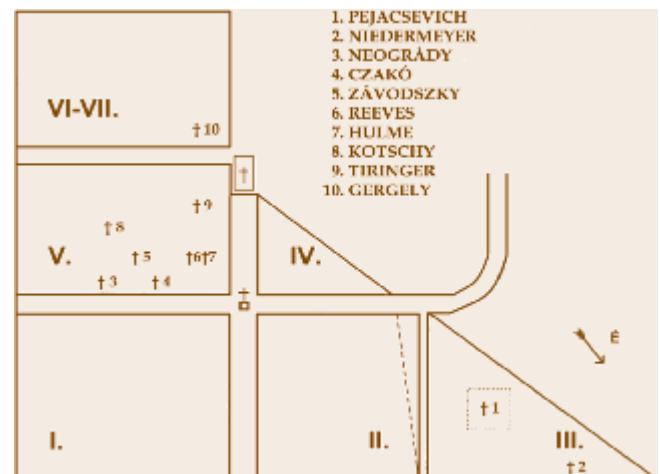 1. PEJACSEVICH
2. NIEDERMEYER
3. NEOGRÁDY
4. CZAKÓ
5. ZÁVODSZKY
6. REEVES
7. HULME
8. KOTSCHY
9. TIRINGER
10. GERGELY
VI-VII.
†10
†
†9
†8
V.
†5
†6†7
IV.
†3
†4
†
É
†1
I.
II.
III.
†2